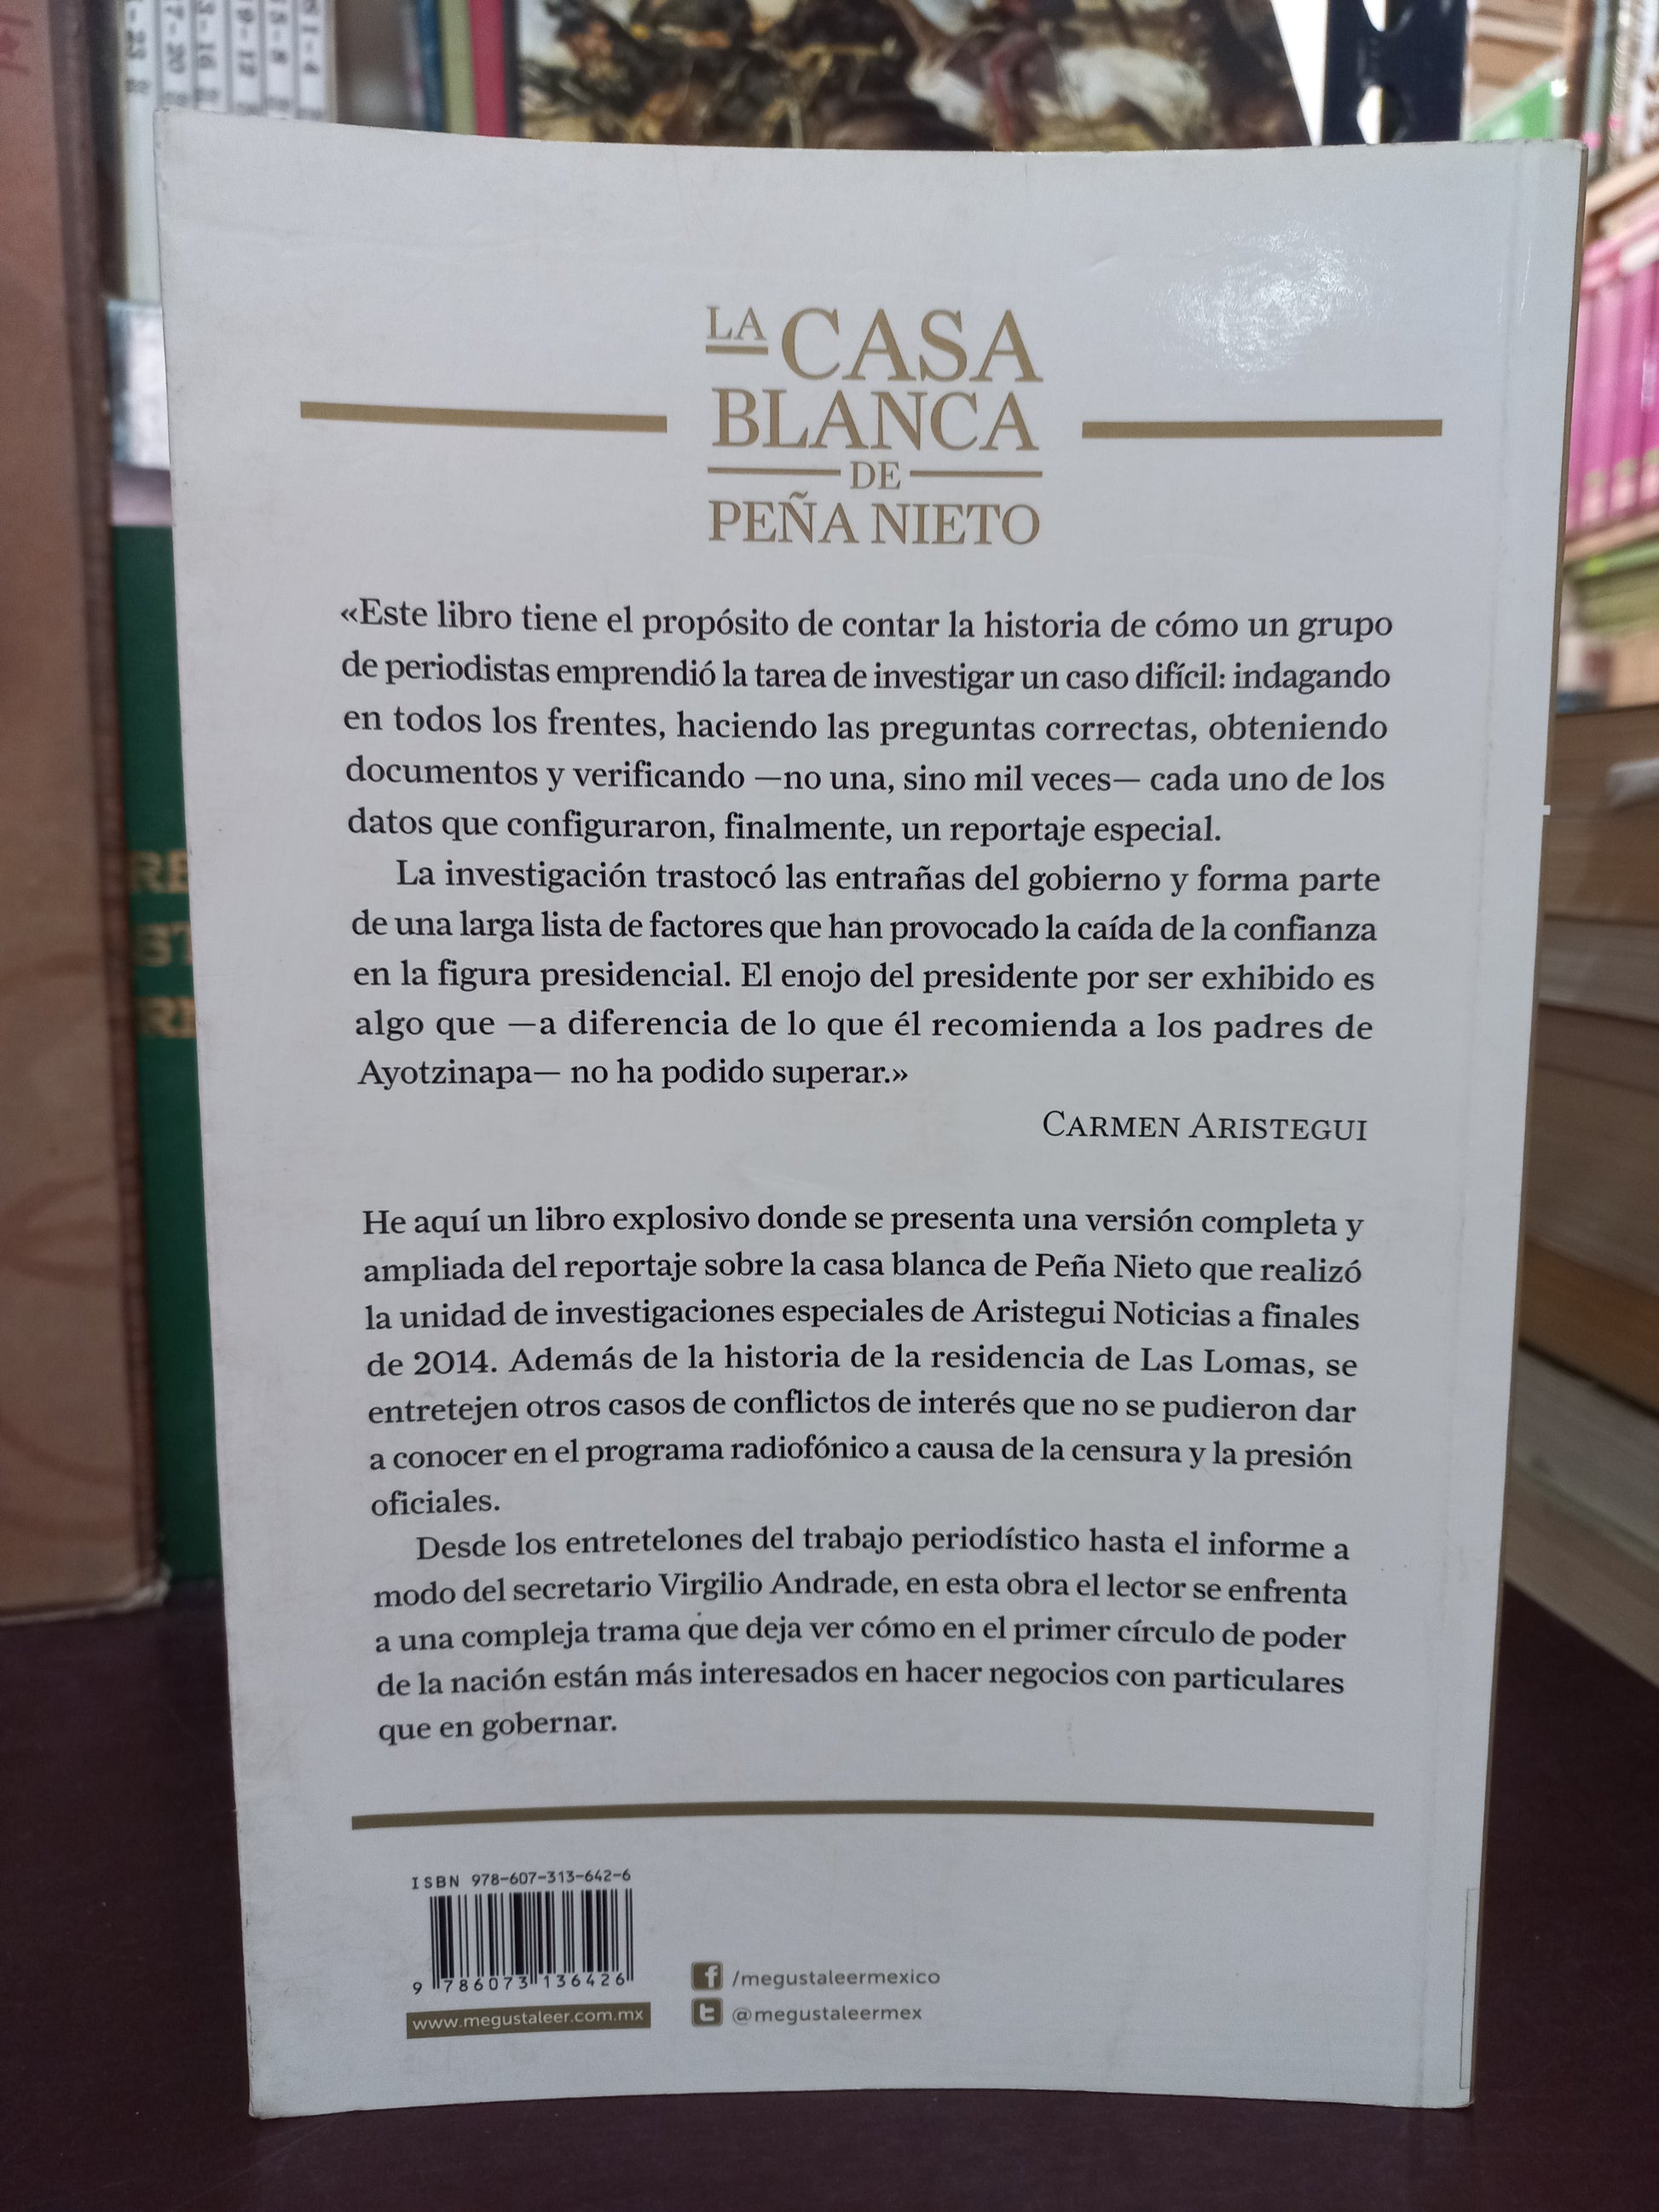 LA CASA
BLANCA
DE
PEÑA NIETO
«Este libro tiene el propósito de contar la historia de cómo un grupo
de periodistas emprendió la tarea de investigar un caso difícil: indagando
en todos los frentes, haciendo las preguntas correctas, obteniendo
documentos y verificando —no una, sino mil veces— cada uno de los
datos que configuraron, finalmente, un reportaje especial.
La investigación trastocó las entrañas del gobierno y forma parte
de una larga lista de factores que han provocado la caída de la confianza
en la figura presidencial. El enojo del presidente por ser exhibido es
algo que —a diferencia de lo que él recomienda a los padres de
Ayotzinapa— no ha podido superar.»
CARMEN ARISTEGUI
He aquí un libro explosivo donde se presenta una versión completa y
ampliada del reportaje sobre la casa blanca de Peña Nieto que realizó
la unidad de investigaciones especiales de Aristegui Noticias a finales
de 2014. Además de la historia de la residencia de Las Lomas, se
entretejen otros casos de conflictos de interés que no se pudieron dar
a conocer en el programa radiofónico a causa de la censura y la presión
oficiales.
Desde los entretelones del trabajo periodístico hasta el informe a
modo del secretario Virgilio Andrade, en esta obra el lector se enfrenta
a una compleja trama que deja ver cómo en el primer círculo de poder
de la nación están más interesados en hacer negocios con particulares
que en gobernar.
ISBN 978-607-313-642-6
9 786073 136426
www.megustaleer.com.mx
/megustaleermexico
@megustaleermex